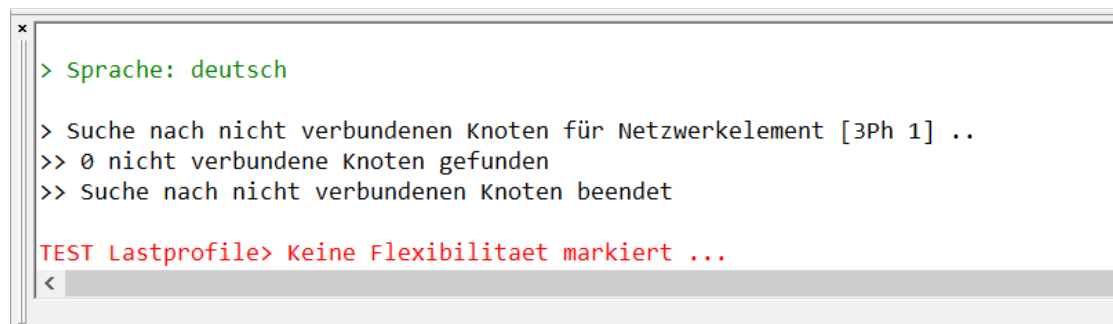 > Sprache: deutsch
> Suche nach nicht verbundenen Knoten für Netzwerkelement [3Ph 1] ..
>> 0 nicht verbundene Knoten gefunden
>> Suche nach nicht verbundenen Knoten beendet
TEST Lastprofile> Keine Flexibilitaet markiert ...